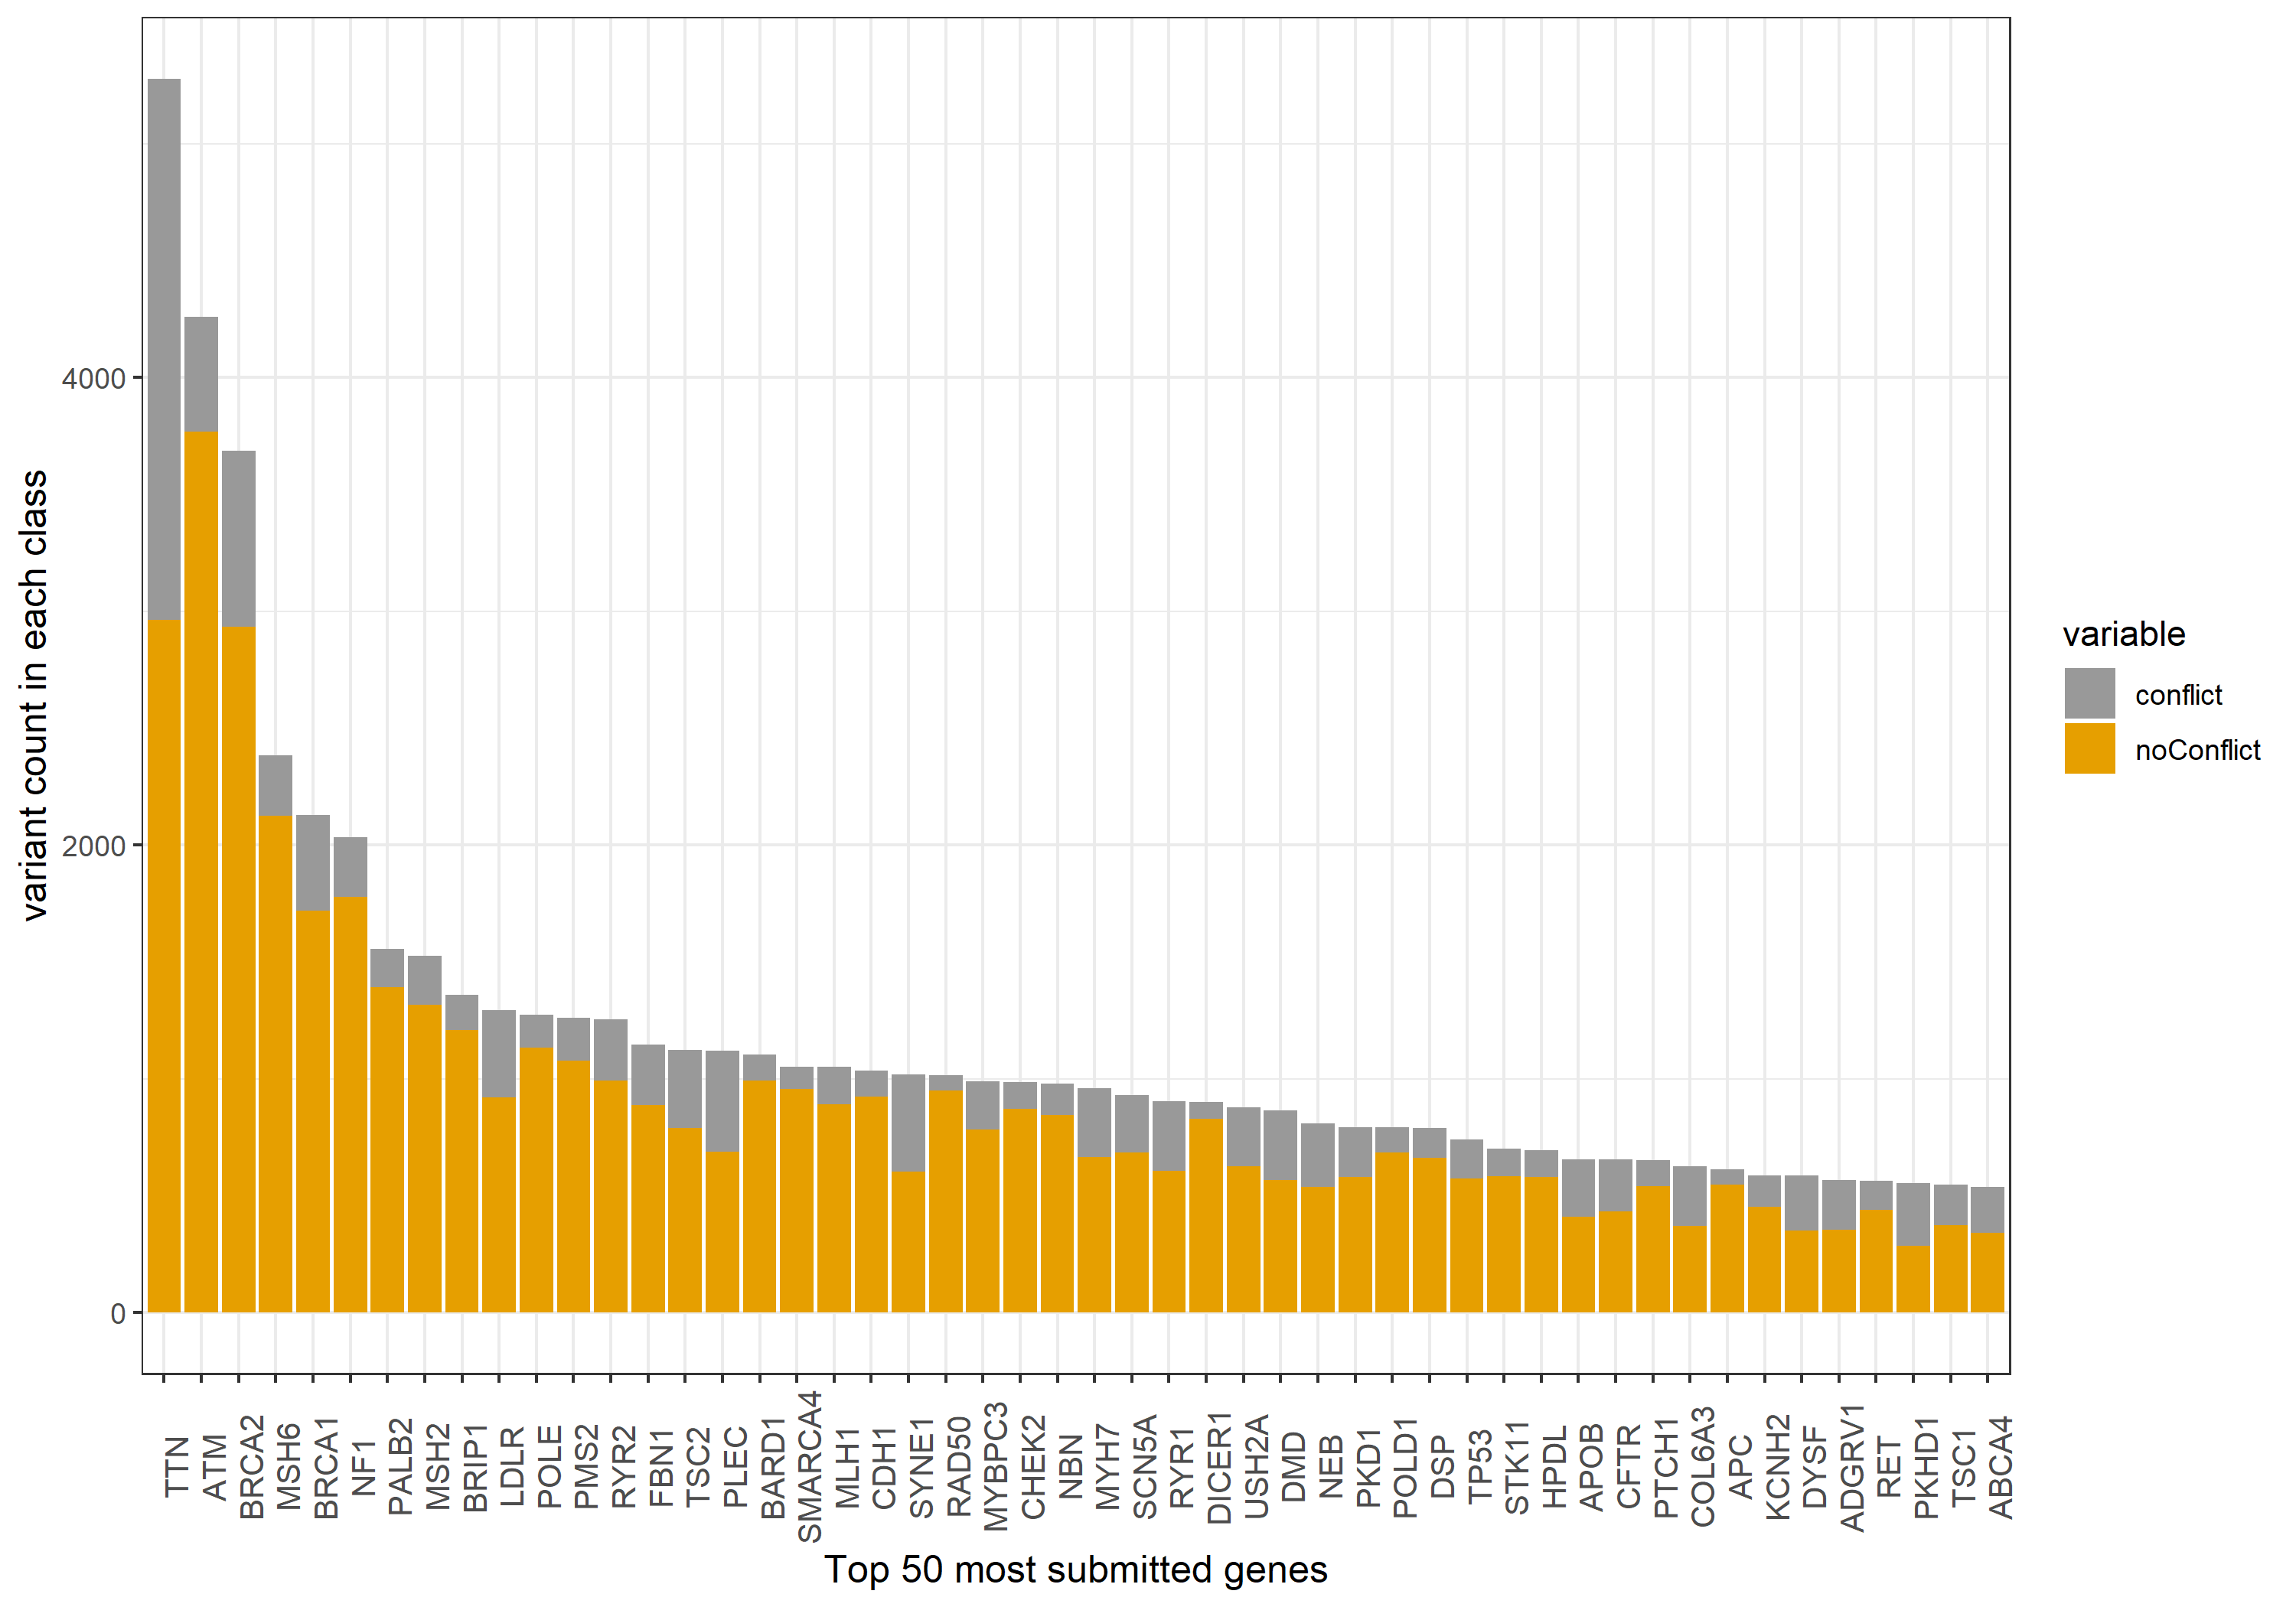 variant count in each class
4000
2000
0
TTN
ATM
BRCA2
MSH6
BRCA1
NF1
PALB2
MSH2
BRIP1
LDLR
POLE
PMS2
RYR2
FBN1
TSC2
PLEC
BARD1
SMARCA4
MLH1
CDH1
SYNE1
RAD50
MYBPC3
CHEK2
NBN
MYH7
SCN5A
RYR1
DICER1
USH2A
DMD
NEB
PKD1
POLD1
DSP
TP53
STK11
HPDL
APOB
CFTR
PTCH1
COL6A3
APC
KCNH2
DYSF
ADGRV1
RET
PKHD1
TSC1
ABCA4
Top 50 most submitted genes
variable
conflict
noConflict